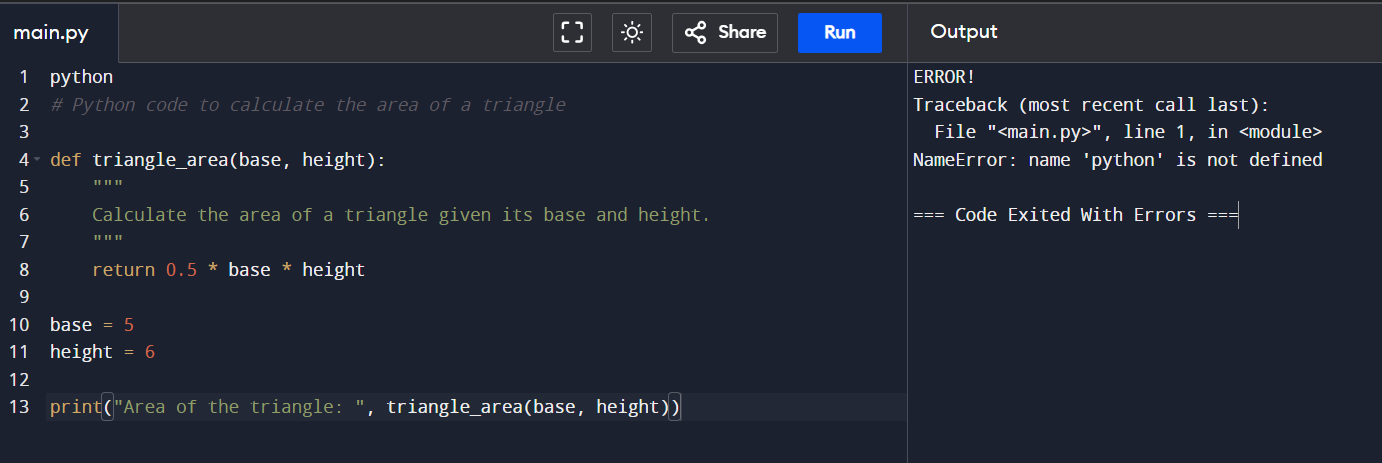 main.py Share Run Output
1 python
2 # Python code to calculate the area of a triangle
3
4 def triangle_area(base, height):
5     """
6     Calculate the area of a triangle given its base and height.
7     """
8     return 0.5 * base * height
9
10 base = 5
11 height = 6
12
13 print("Area of the triangle: ", triangle_area(base, height))
ERROR!
Traceback (most recent call last):
  File "<main.py>", line 1, in <module>
NameError: name 'python' is not defined

=== Code Exited With Errors ===